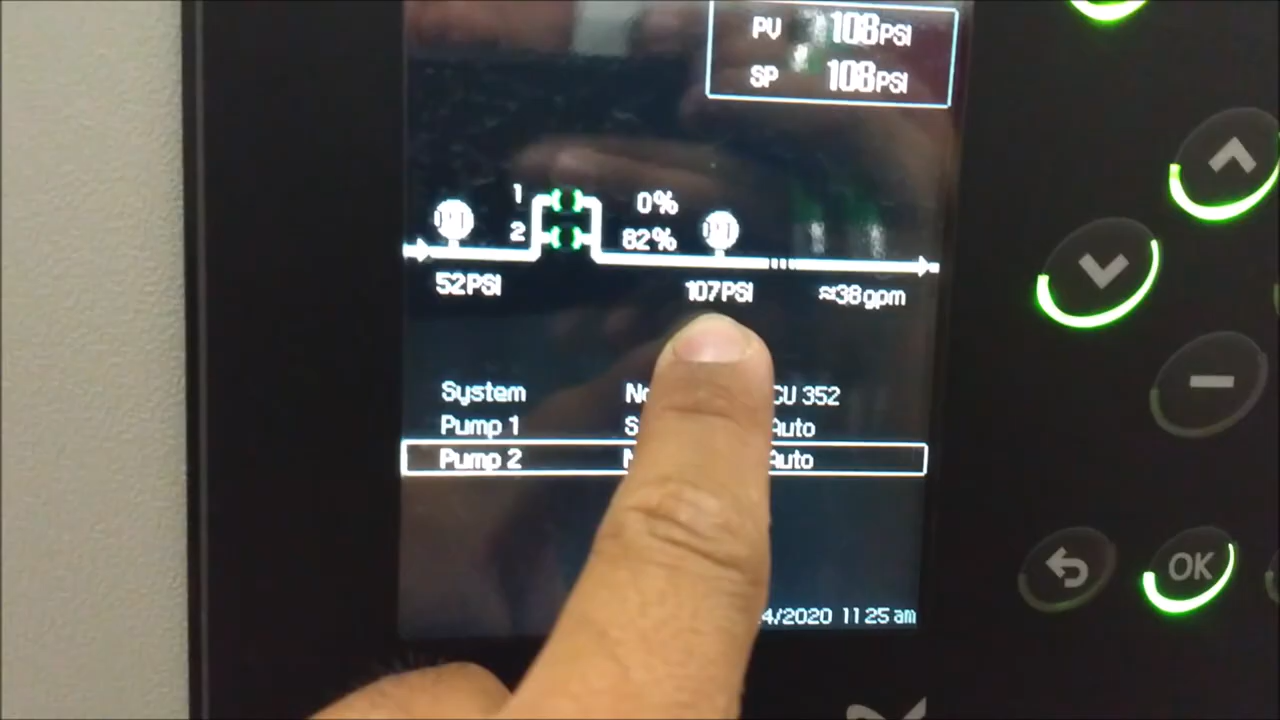 PV 108PSI
SP 108PSI
1 0%
2 82%
52PSI 107PSI ≈38gpm
System CU 352
Pump 1 Auto
Pump 2 Auto
4/2020 11 25 am
OK